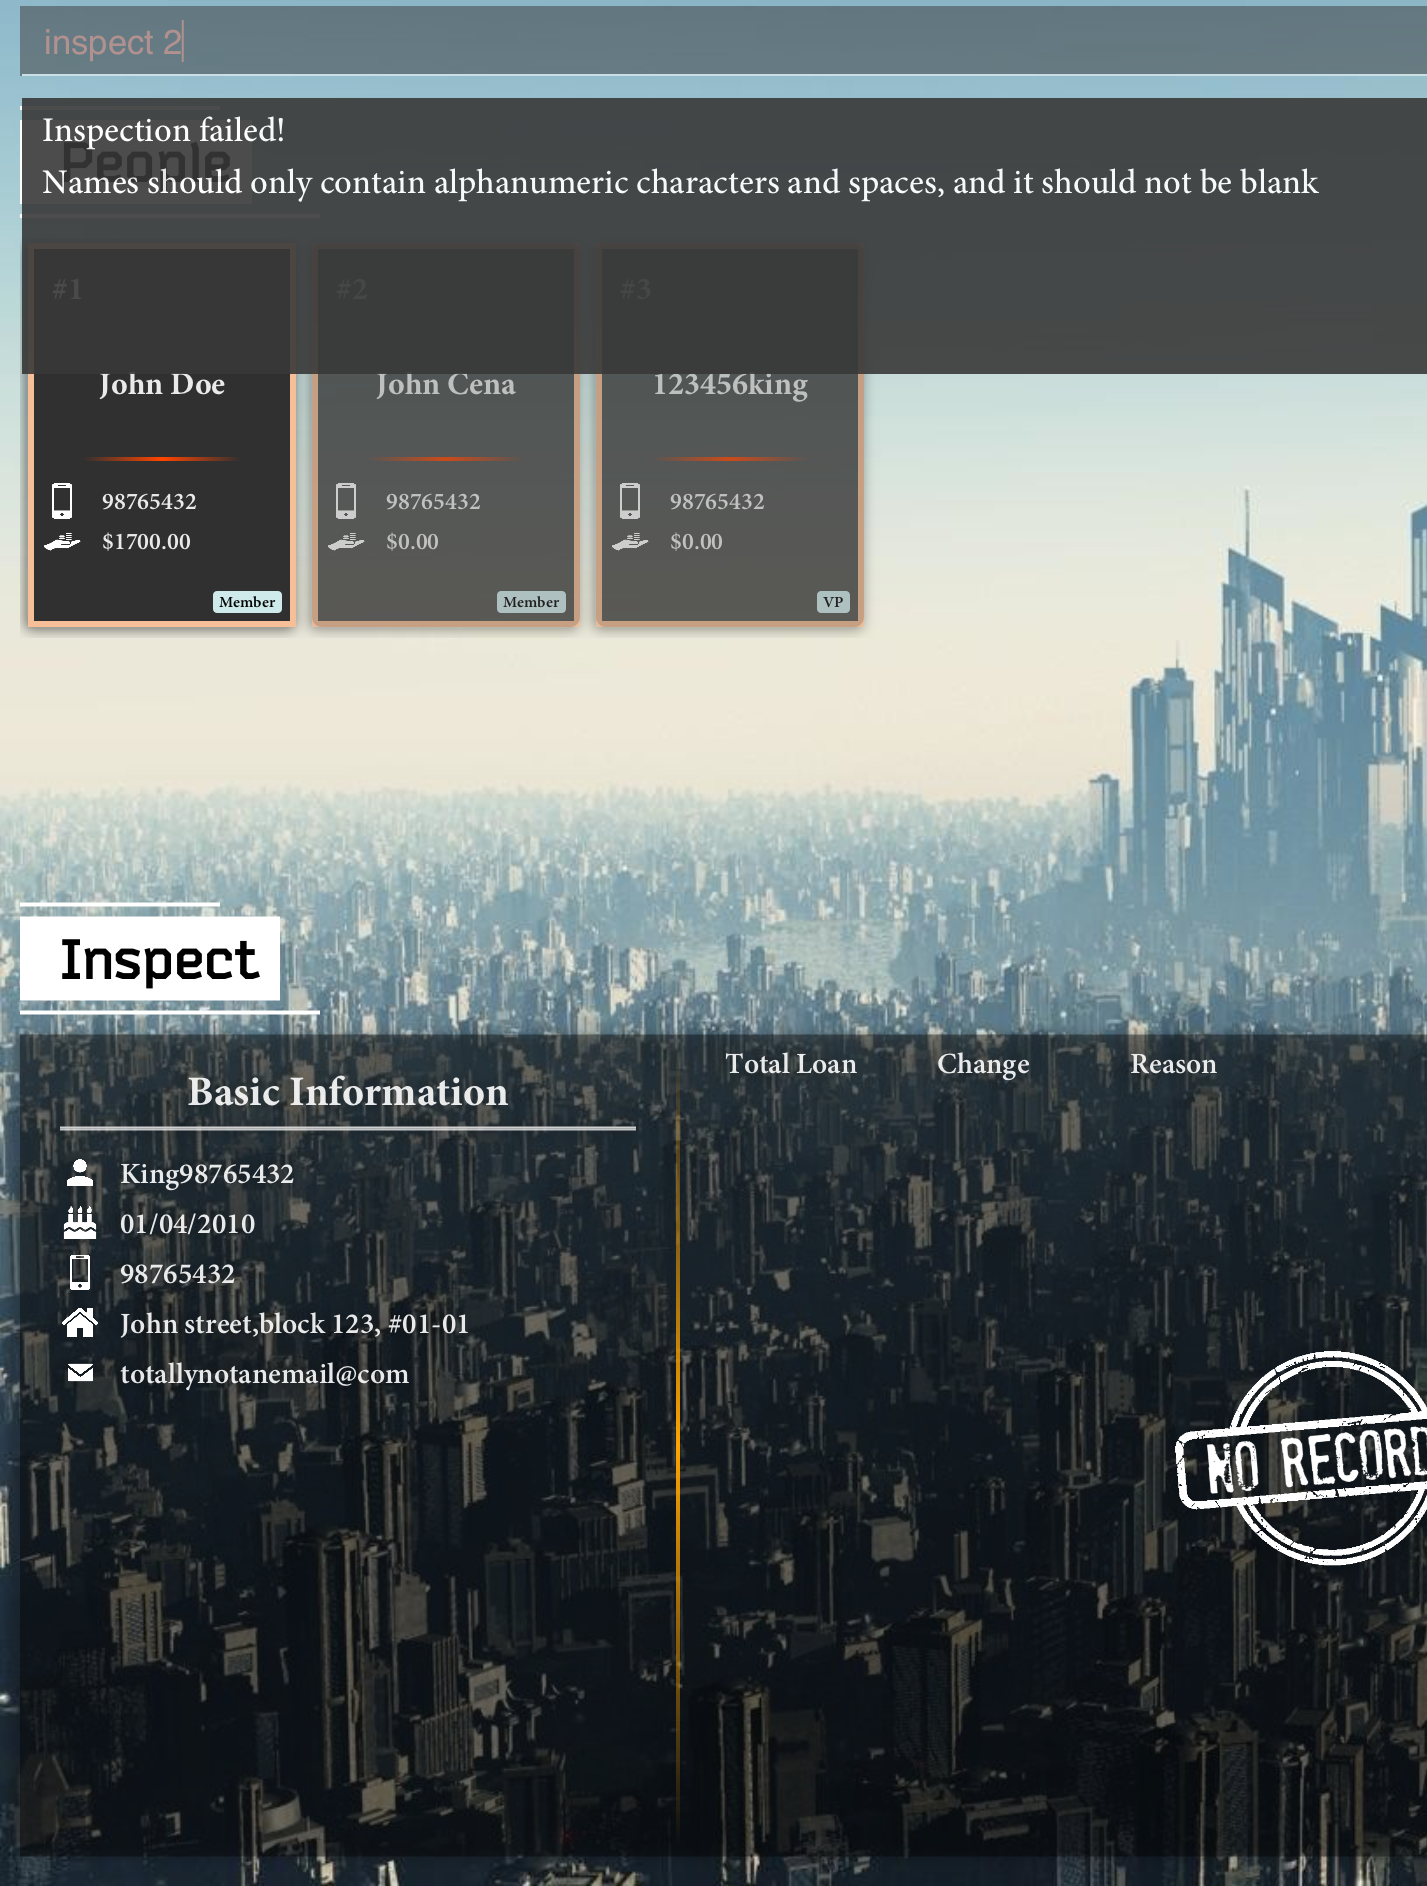 inspect 2
Inspection failed!
People
Names should only contain alphanumeric characters and spaces, and it should not be blank
#1
#2
#3
John Doe
John Cena
123456king
98765432
98765432
98765432
$1700.00
$0.00
$0.00
Member
Member
VP
Inspect
Total Loan
Change
Reason
Basic Information
King98765432
01/04/2010
98765432
John street,block 123, #01-01
totallynotanemail@com
NO RECORD